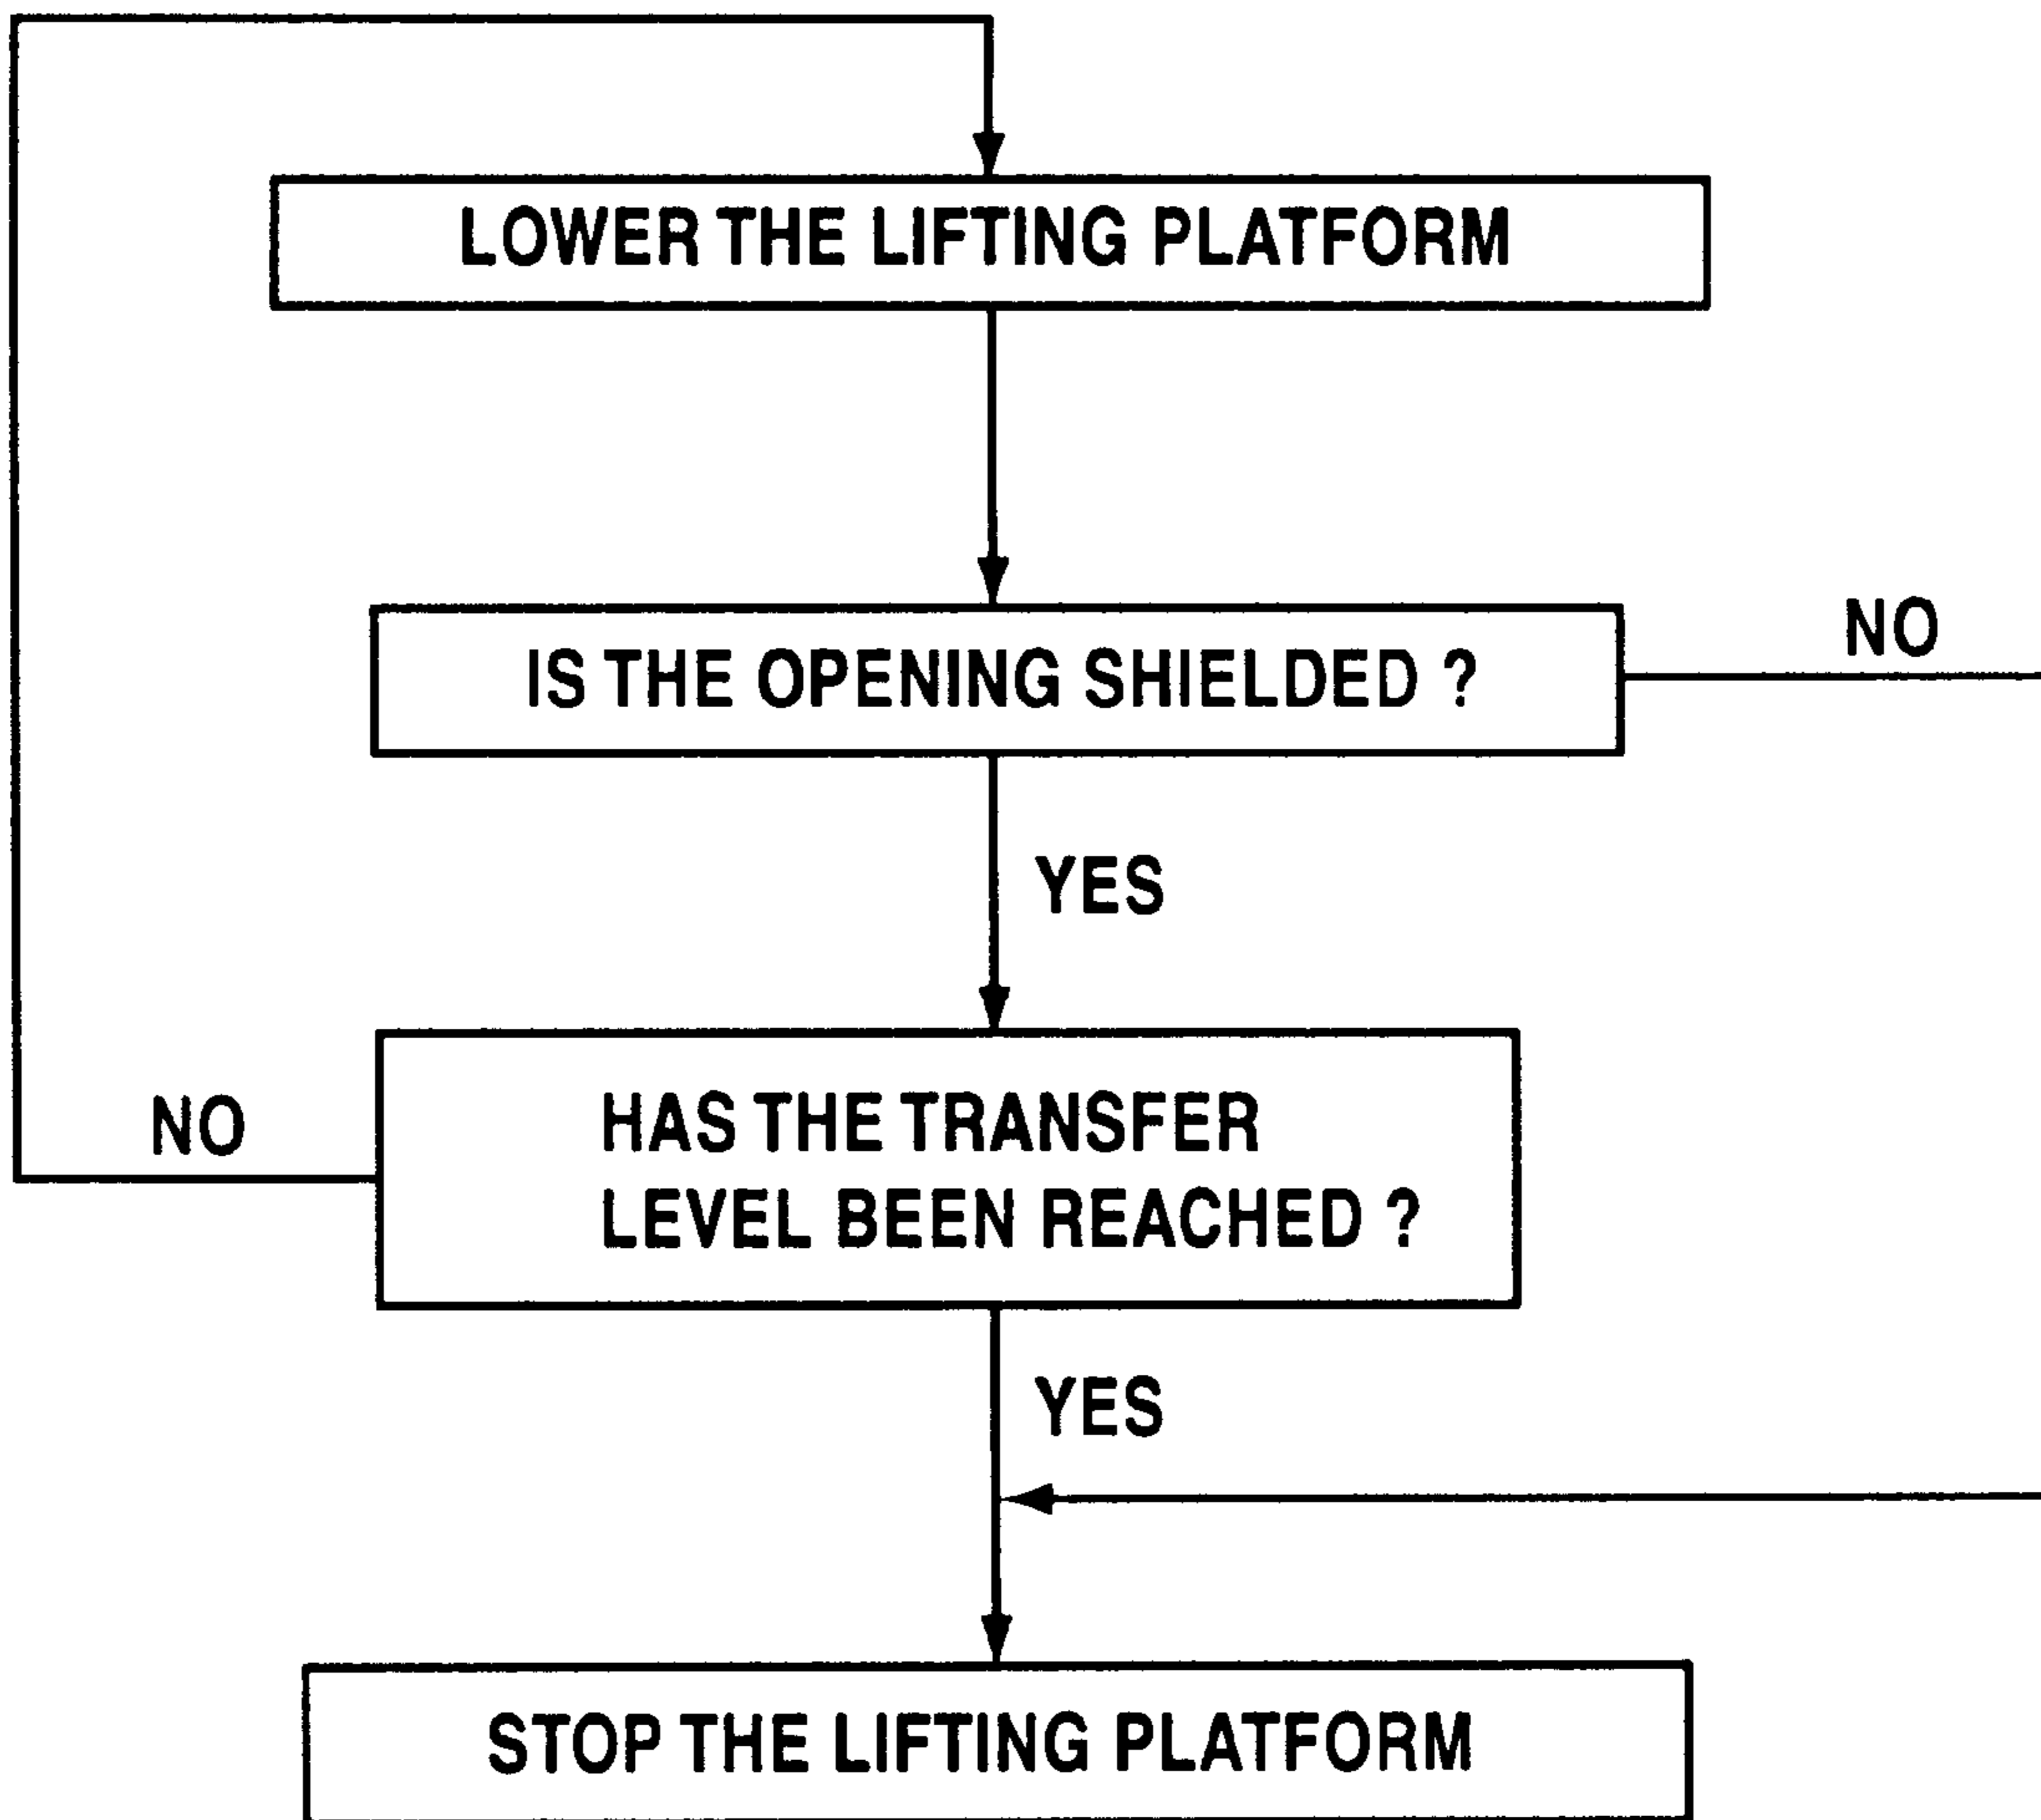 LOWER THE LIFTING PLATFORM
IS THE OPENING SHIELDED ?
NO
YES
HAS THE TRANSFER
LEVEL BEEN REACHED ?
NO
YES
STOP THE LIFTING PLATFORM